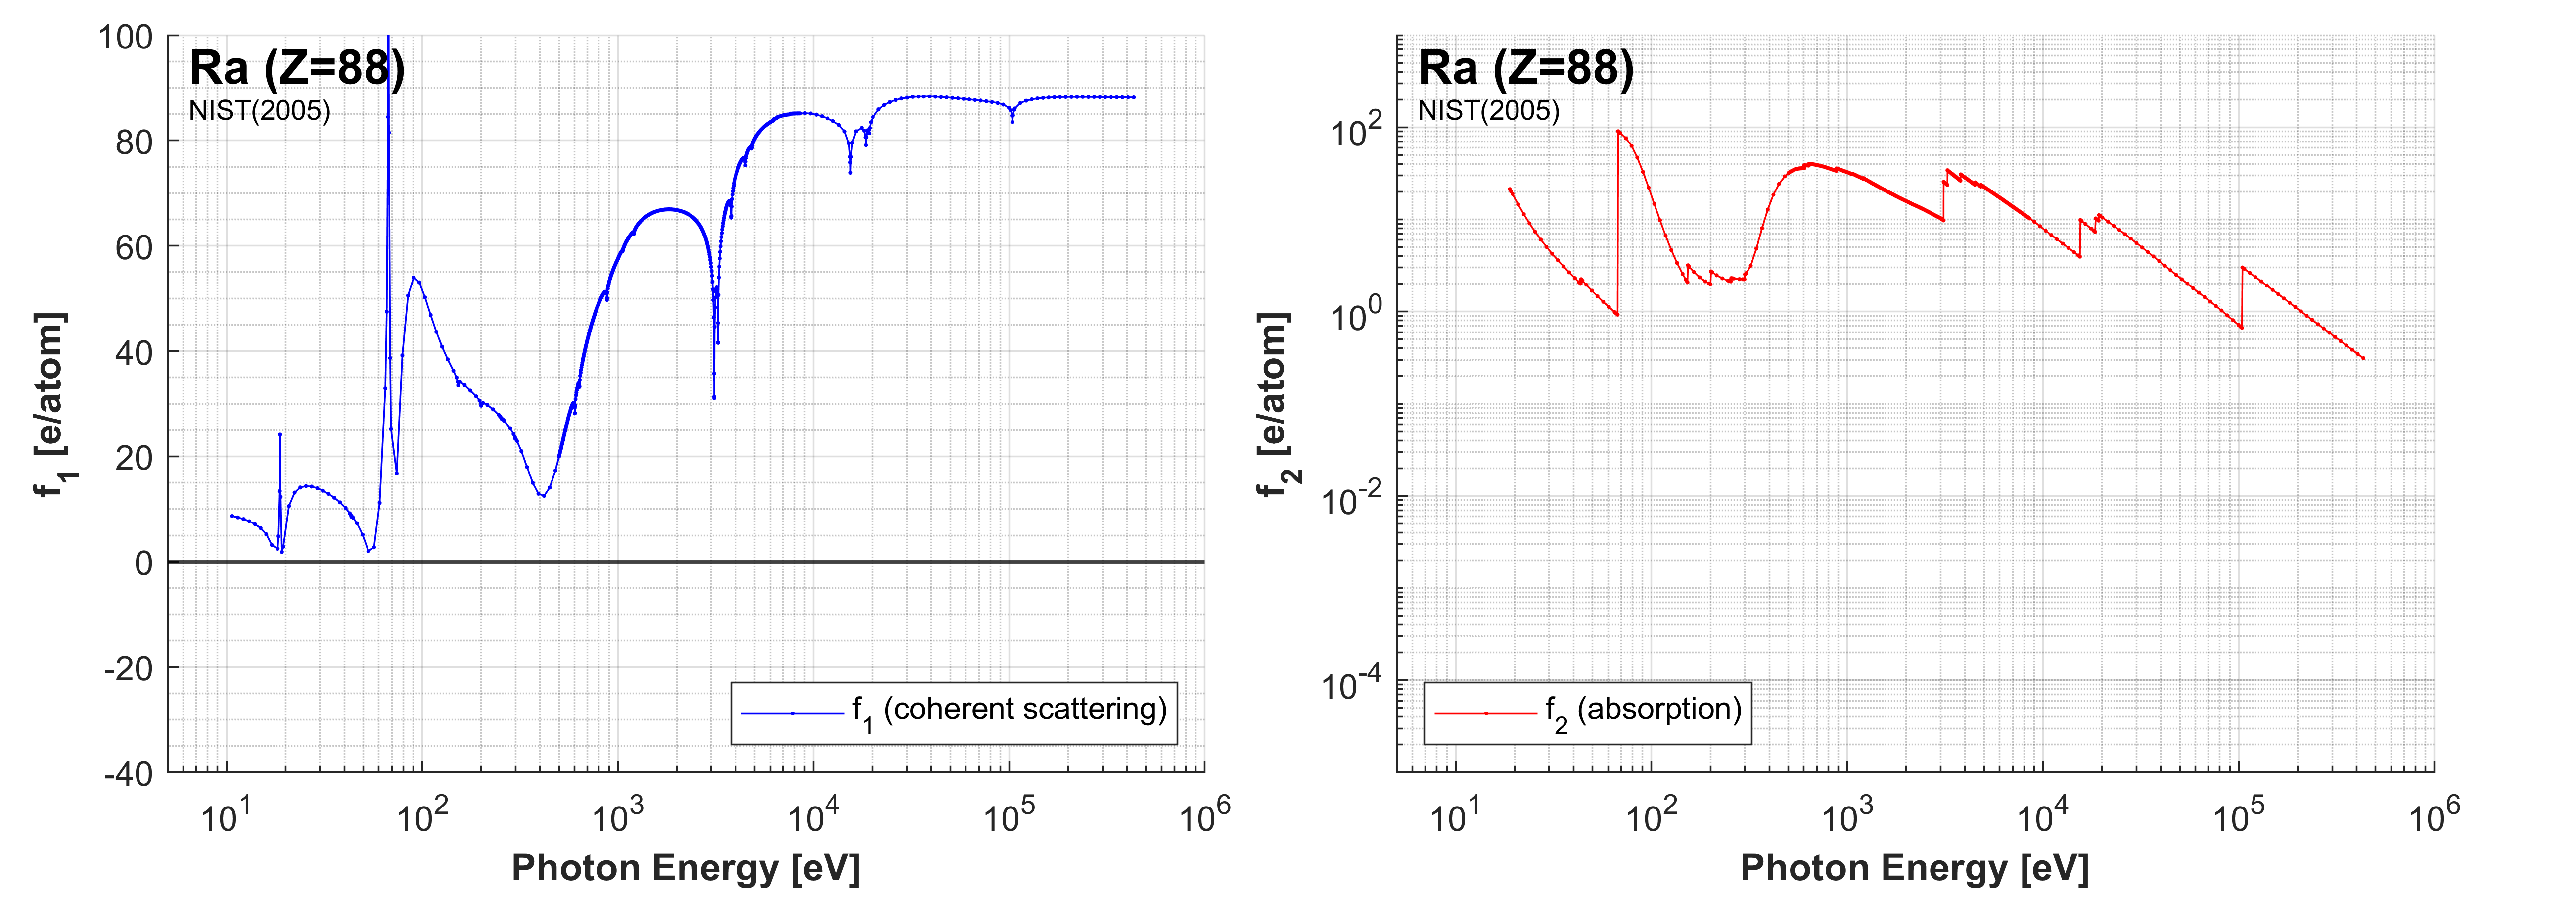 Ra (Z=88)
NIST(2005)
100
80
60
40
20
0
-20
-40
f1 [e/atom]
f1 (coherent scattering)
10^1
10^2
10^3
10^4
10^5
10^6
Photon Energy [eV]
Ra (Z=88)
NIST(2005)
10^2
10^0
10^-2
10^-4
f2 [e/atom]
f2 (absorption)
10^1
10^2
10^3
10^4
10^5
10^6
Photon Energy [eV]